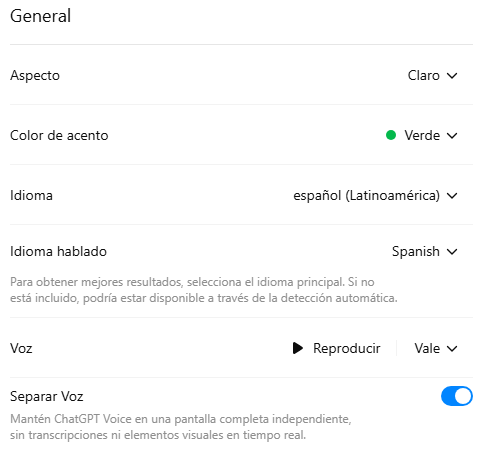 General
Aspecto
Claro
Color de acento
Verde
Idioma
español (Latinoamérica)
Idioma hablado
Spanish
Para obtener mejores resultados, selecciona el idioma principal. Si no
está incluido, podría estar disponible a través de la detección automática.
Voz
Reproducir
Vale
Separar Voz
Mantén ChatGPT Voice en una pantalla completa independiente,
sin transcripciones ni elementos visuales en tiempo real.